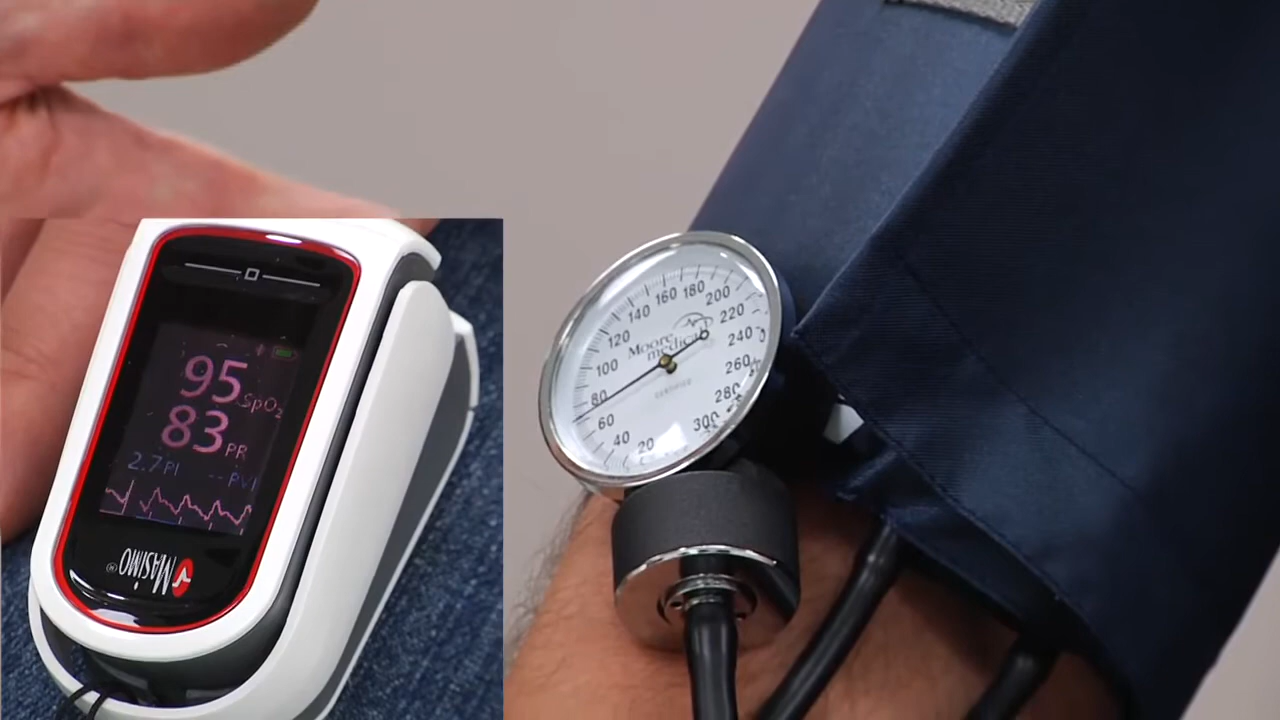 95 SpO₂
83 PR
2.7 PI -- PVI
MASIMO
20
40
60
80
100
120
140
160
180
200
220
240
260
280
300
Moore
medical
CERTIFIED